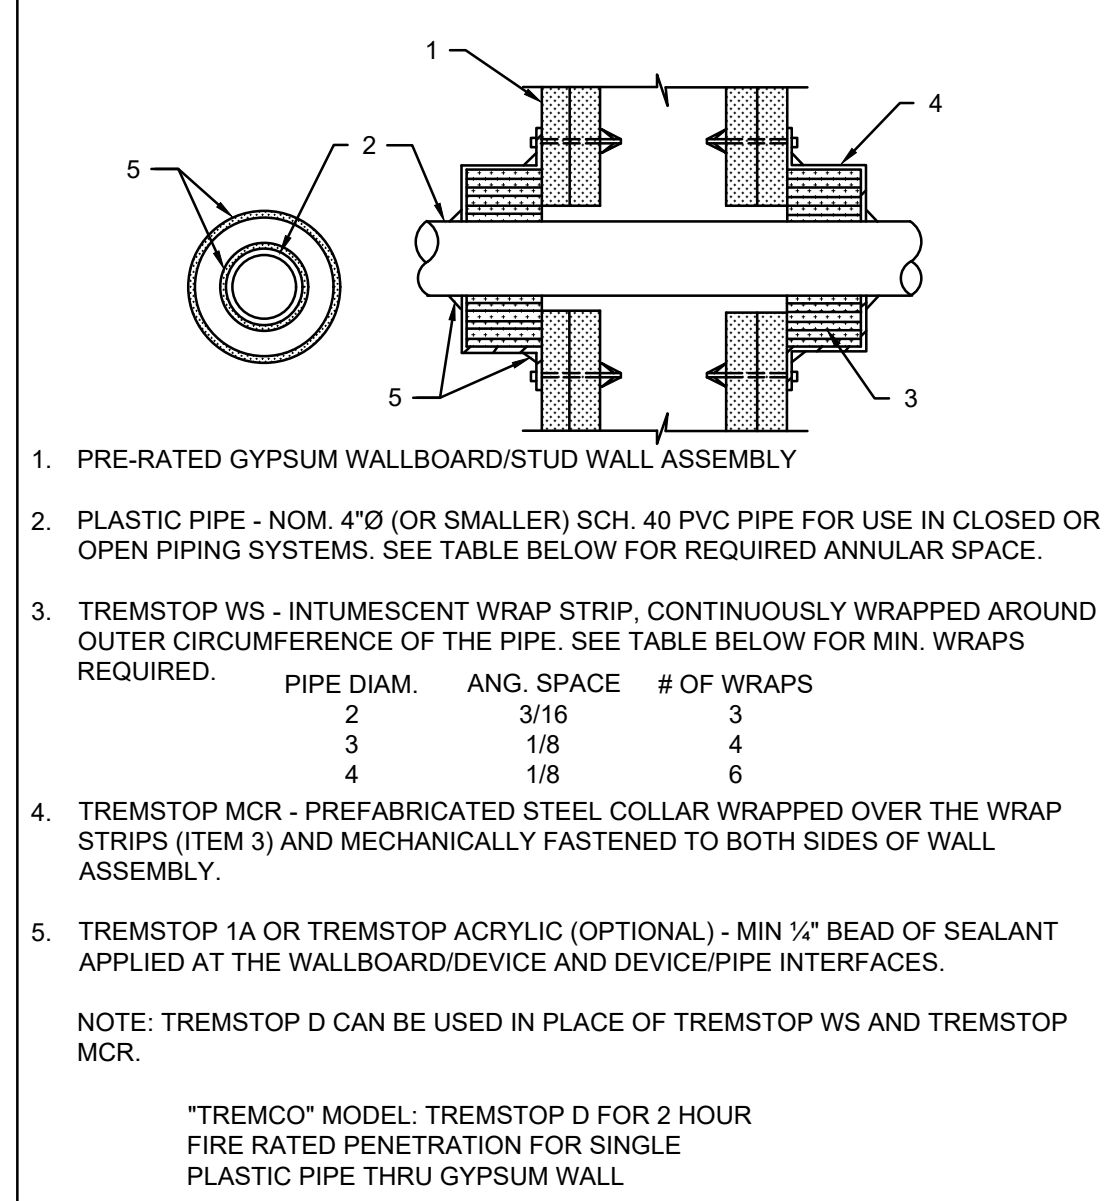 1
4
2
5
5
3
1. PRE-RATED GYPSUM WALLBOARD/STUD WALL ASSEMBLY
2. PLASTIC PIPE - NOM. 4"Ø (OR SMALLER) SCH. 40 PVC PIPE FOR USE IN CLOSED OR
OPEN PIPING SYSTEMS. SEE TABLE BELOW FOR REQUIRED ANNULAR SPACE.
3. TREMSTOP WS - INTUMESCENT WRAP STRIP, CONTINUOUSLY WRAPPED AROUND
OUTER CIRCUMFERENCE OF THE PIPE. SEE TABLE BELOW FOR MIN. WRAPS
REQUIRED.
PIPE DIAM. ANG. SPACE # OF WRAPS
2 3/16 3
3 1/8 4
4 1/8 6
4. TREMSTOP MCR - PREFABRICATED STEEL COLLAR WRAPPED OVER THE WRAP
STRIPS (ITEM 3) AND MECHANICALLY FASTENED TO BOTH SIDES OF WALL
ASSEMBLY.
5. TREMSTOP 1A OR TREMSTOP ACRYLIC (OPTIONAL) - MIN ¼" BEAD OF SEALANT
APPLIED AT THE WALLBOARD/DEVICE AND DEVICE/PIPE INTERFACES.
NOTE: TREMSTOP D CAN BE USED IN PLACE OF TREMSTOP WS AND TREMSTOP
MCR.
"TREMCO" MODEL: TREMSTOP D FOR 2 HOUR
FIRE RATED PENETRATION FOR SINGLE
PLASTIC PIPE THRU GYPSUM WALL